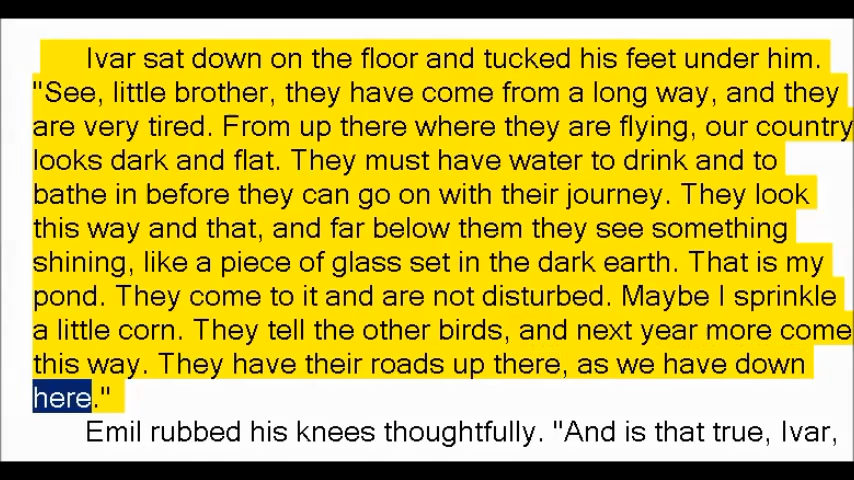 Ivar sat down on the floor and tucked his feet under him.
"See, little brother, they have come from a long way, and they
are very tired. From up there where they are flying, our country
looks dark and flat. They must have water to drink and to
bathe in before they can go on with their journey. They look
this way and that, and far below them they see something
shining, like a piece of glass set in the dark earth. That is my
pond. They come to it and are not disturbed. Maybe I sprinkle
a little corn. They tell the other birds, and next year more come
this way. They have their roads up there, as we have down
here."
Emil rubbed his knees thoughtfully. "And is that true, Ivar,